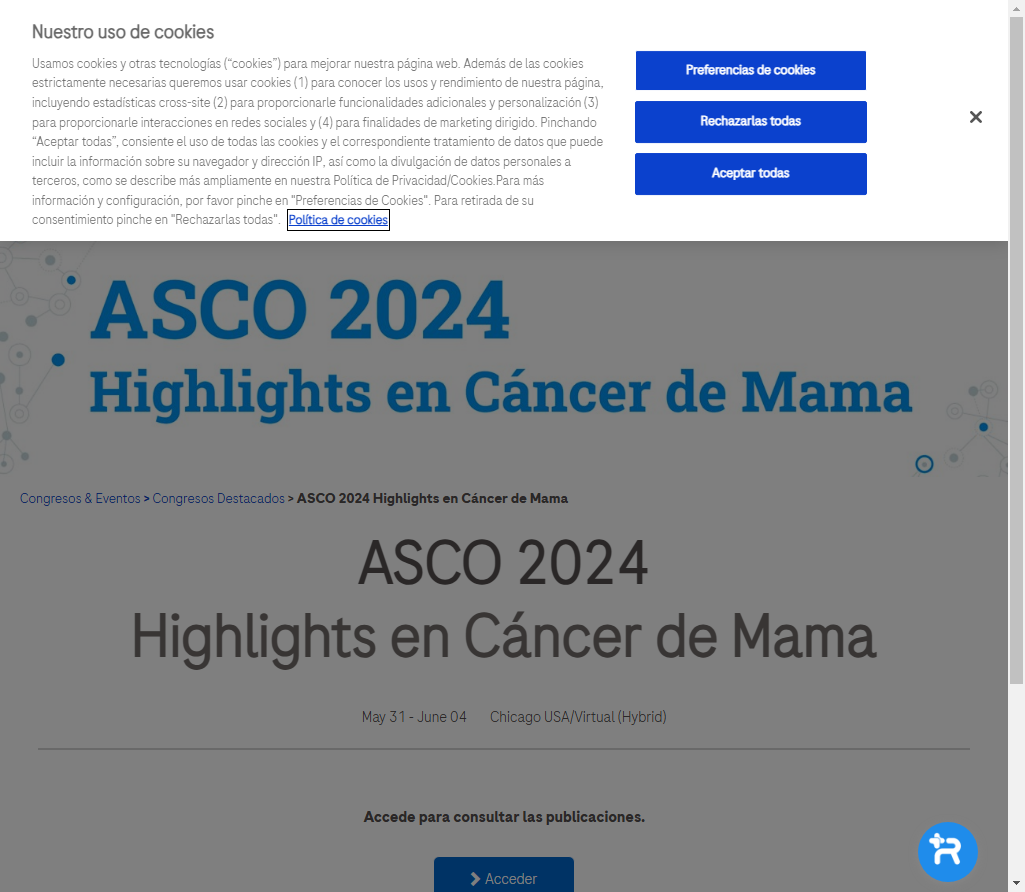 Nuestro uso de cookies
Usamos cookies y otras tecnologías (“cookies”) para mejorar nuestra página web. Además de las cookies
estrictamente necesarias queremos usar cookies (1) para conocer los usos y rendimiento de nuestra página,
incluyendo estadísticas cross-site (2) para proporcionarle funcionalidades adicionales y personalización (3)
para proporcionarle interacciones en redes sociales y (4) para finalidades de marketing dirigido. Pinchando
“Aceptar todas”, consiente el uso de todas las cookies y el correspondiente tratamiento de datos que puede
incluir la información sobre su navegador y dirección IP, así como la divulgación de datos personales a
terceros, como se describe más ampliamente en nuestra Política de Privacidad/Cookies.Para más
información y configuración, por favor pinche en "Preferencias de Cookies". Para retirada de su
consentimiento pinche en "Rechazarlas todas". Política de cookies
Preferencias de cookies
Rechazarlas todas
Aceptar todas
ASCO 2024
Highlights en Cáncer de Mama
Congresos & Eventos > Congresos Destacados > ASCO 2024 Highlights en Cáncer de Mama
ASCO 2024
Highlights en Cáncer de Mama
May 31 - June 04 Chicago USA/Virtual (Hybrid)
Accede para consultar las publicaciones.
Acceder